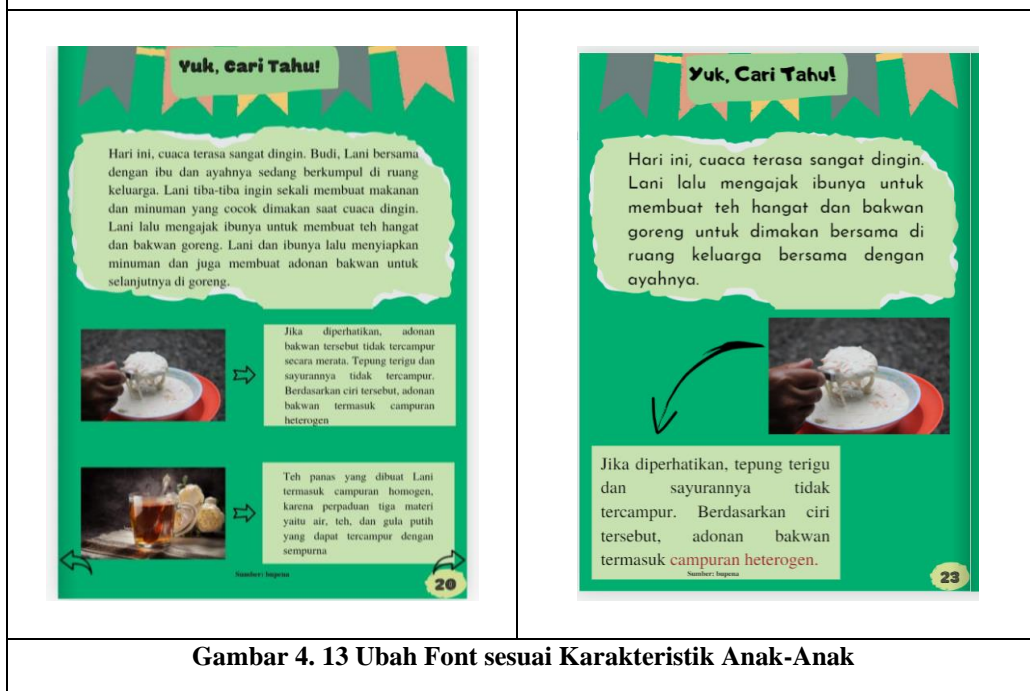 Yuk, Cari Tahu!
Hari ini, cuaca terasa sangat dingin. Budi, Lani bersama
dengan ibu dan ayahnya sedang berkumpul di ruang
keluarga. Lani tiba-tiba ingin sekali membuat makanan
dan minuman yang cocok dimakan saat cuaca dingin.
Lani lalu mengajak ibunya untuk membuat teh hangat
dan bakwan goreng. Lani dan ibunya lalu menyiapkan
minuman dan juga membuat adonan bakwan untuk
selanjutnya di goreng.
Jika diperhatikan, adonan
bakwan tersebut tidak tercampur
secara merata. Tepung terigu dan
sayurannya tidak tercampur.
Berdasarkan ciri tersebut, adonan
bakwan termasuk campuran
heterogen
Teh panas yang dibuat Lani
termasuk campuran homogen,
karena perpaduan tiga materi
yaitu air, teh, dan gula putih
yang dapat tercampur dengan
sempurna
Sumber: bupena
20
Yuk, Cari Tahu!
Hari ini, cuaca terasa sangat dingin.
Lani lalu mengajak ibunya untuk
membuat teh hangat dan bakwan
goreng untuk dimakan bersama di
ruang keluarga bersama dengan
ayahnya.
Jika diperhatikan, tepung terigu
dan sayurannya tidak
tercampur. Berdasarkan ciri
tersebut, adonan bakwan
termasuk campuran heterogen.
Sumber: bupena
23
Gambar 4. 13 Ubah Font sesuai Karakteristik Anak-Anak